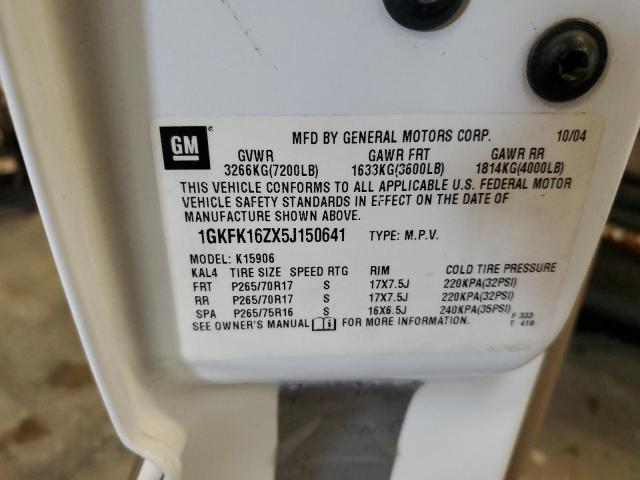 GM MFD BY GENERAL MOTORS CORP. 10/04
GVWR GAWR FRT GAWR RR
3266KG(7200LB) 1633KG(3600LB) 1814KG(4000LB)
THIS VEHICLE CONFORMS TO ALL APPLICABLE U.S. FEDERAL MOTOR
VEHICLE SAFETY STANDARDS IN EFFECT ON THE DATE OF
MANUFACTURE SHOWN ABOVE.
1GKFK16ZX5J150641 TYPE: M.P.V.
MODEL: K15906
KAL4 TIRE SIZE SPEED RTG RIM COLD TIRE PRESSURE
FRT P265/70R17 S 17X7.5J 220KPA(32PSI)
RR P265/70R17 S 17X7.5J 220KPA(32PSI)
SPA P265/75R16 S 16X6.5J 240KPA(35PSI) F 333
SEE OWNER'S MANUAL FOR MORE INFORMATION. T 416